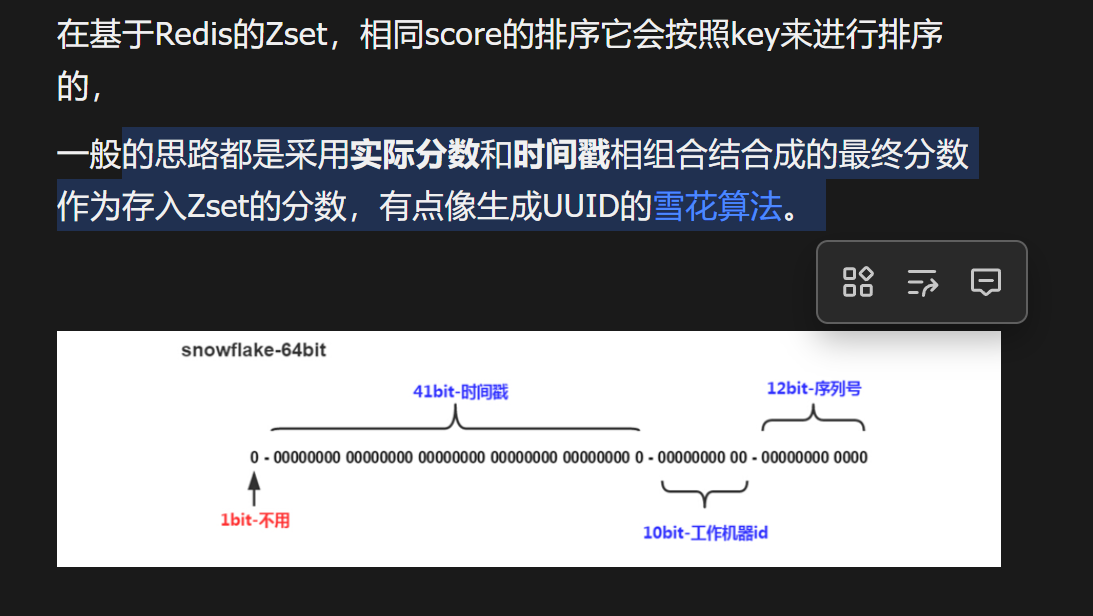 在基于Redis的Zset，相同score的排序它会按照key来进行排序
的，
一般的思路都是采用实际分数和时间戳相组合结合成的最终分数
作为存入Zset的分数，有点像生成UUID的雪花算法。
snowflake-64bit
41bit-时间戳
12bit-序列号
0 - 00000000 00000000 00000000 00000000 00000000 0 - 00000000 00 - 00000000 0000
1bit-不用
10bit-工作机器id